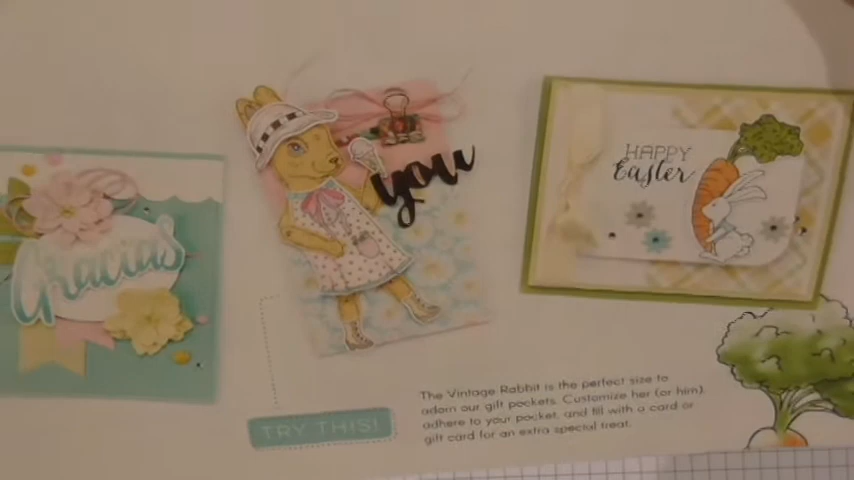 Gracias
you
HAPPY
Easter
TRY THIS!
The Vintage Rabbit is the perfect size to
adorn our gift pockets. Customize her (or him),
adhere to your pocket, and fill with a card or
gift card for an extra special treat.